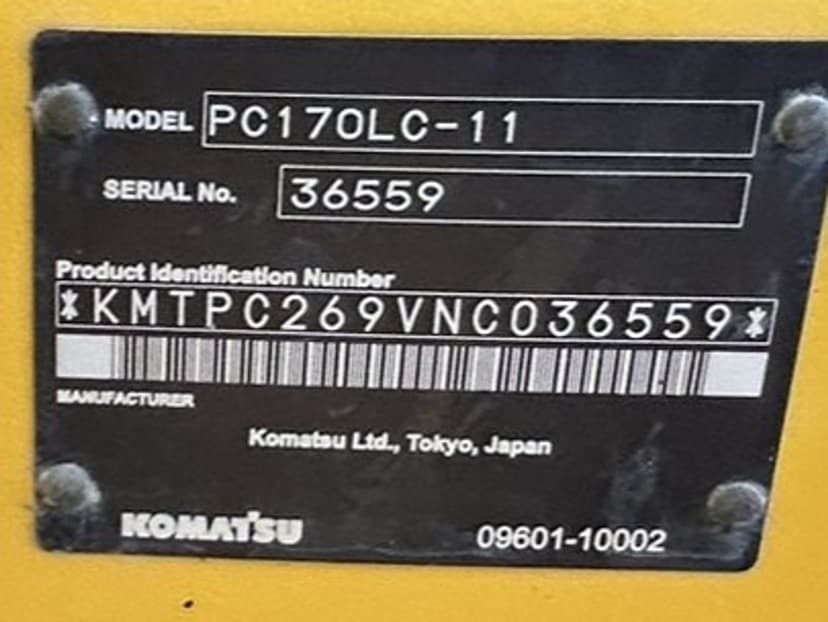 MODEL PC170LC-11
SERIAL No. 36559
Product Identification Number
*KMTPC269VNC036559*
MANUFACTURER
Komatsu Ltd., Tokyo, Japan
KOMATSU 09601-10002